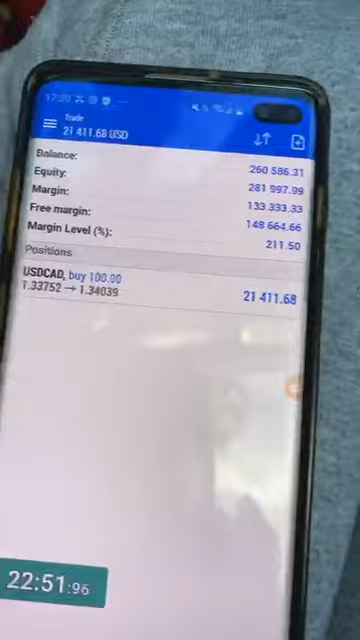 17:20
Trade
21 411.68 USD
Balance: 260 586.31
Equity: 281 997.99
Margin: 133 333.33
Free margin: 148 664.66
Margin Level (%): 211.50
Positions
USDCAD, buy 100.00
1.33752 → 1.34039 21 411.68
22:51:96